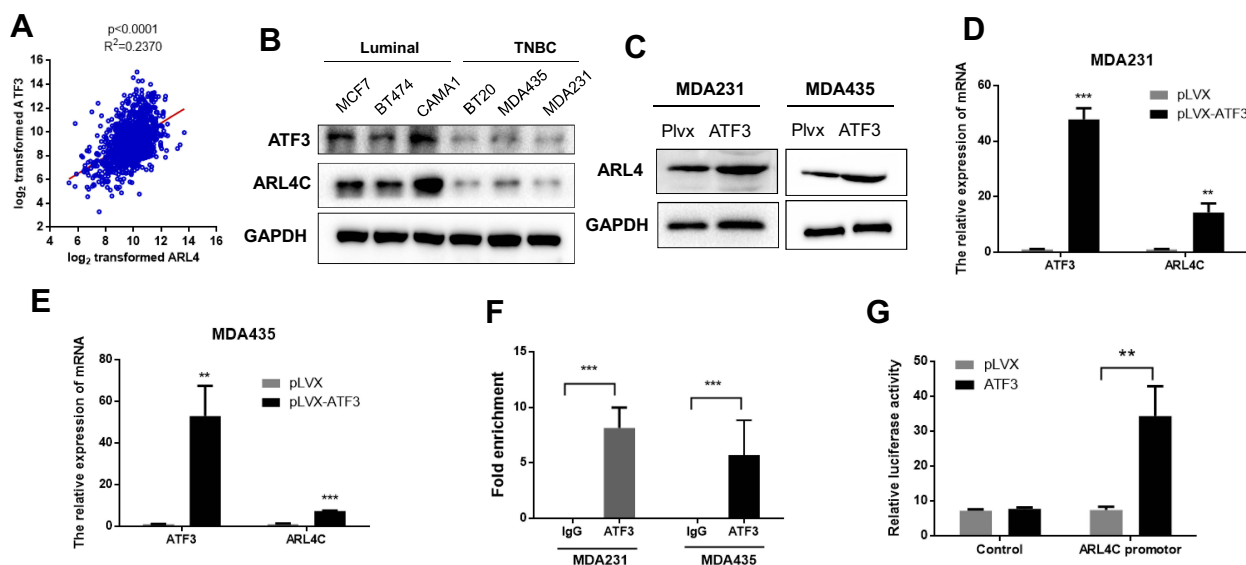 A
p<0.0001
R²=0.2370
log₂ transformed ATF3
16
14
12
10
8
6
4
2
4 6 8 10 12 14 16
log₂ transformed ARL4
B
Luminal TNBC
MCF7 BT474 CAMA1 BT20 MDA435 MDA231
ATF3
ARL4C
GAPDH
C
MDA231 MDA435
Plvx ATF3 Plvx ATF3
ARL4
GAPDH
D
MDA231
The relative expression of mRNA
60
40
20
0
pLVX
pLVX-ATF3
***
**
ATF3 ARL4C
E
MDA435
The relative expression of mRNA
80
60
40
20
0
pLVX
pLVX-ATF3
**
***
ATF3 ARL4C
F
Fold enrichment
15
10
5
0
***
***
IgG ATF3 IgG ATF3
MDA231 MDA435
G
Relative luciferase activity
50
40
30
20
10
0
pLVX
ATF3
**
Control ARL4C promotor